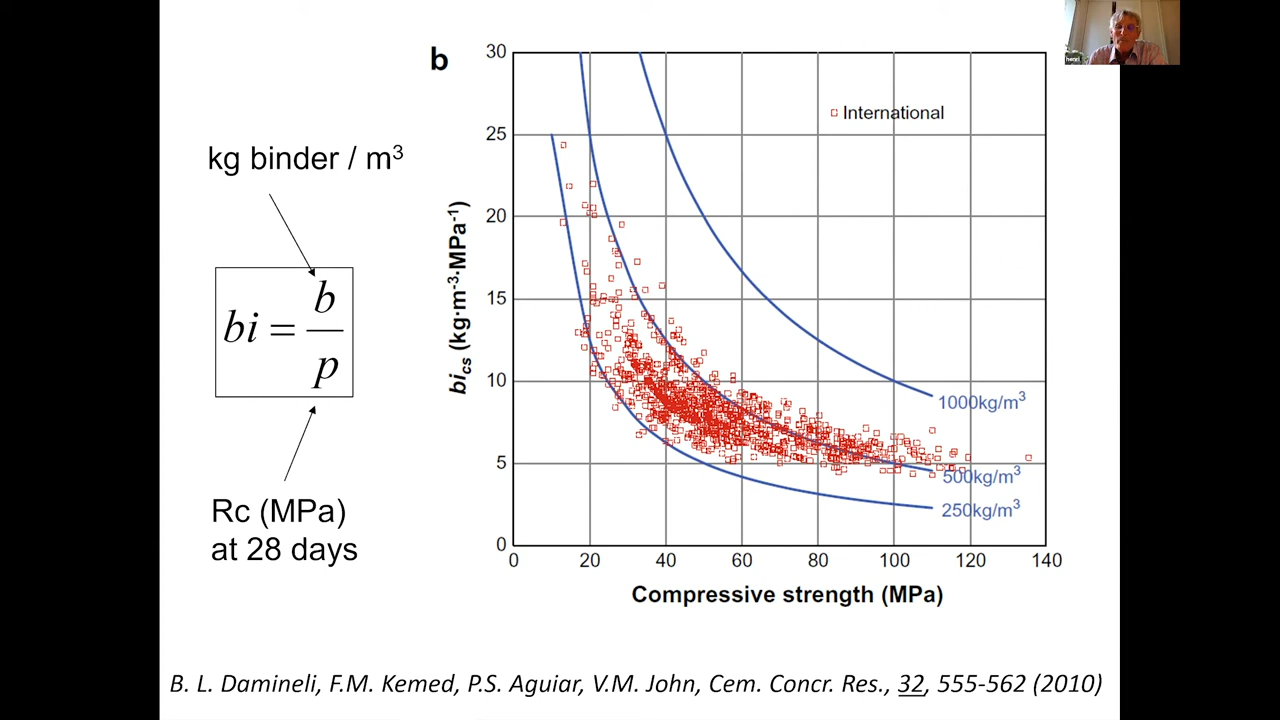 b
kg binder / m³
bi = b / p
Rc (MPa)
at 28 days
30
25
20
15
10
5
0
bi_cs (kg·m⁻³·MPa⁻¹)
International
1000kg/m³
500kg/m³
250kg/m³
0 20 40 60 80 100 120 140
Compressive strength (MPa)
B. L. Damineli, F.M. Kemed, P.S. Aguiar, V.M. John, Cem. Concr. Res., 32, 555-562 (2010)
henri